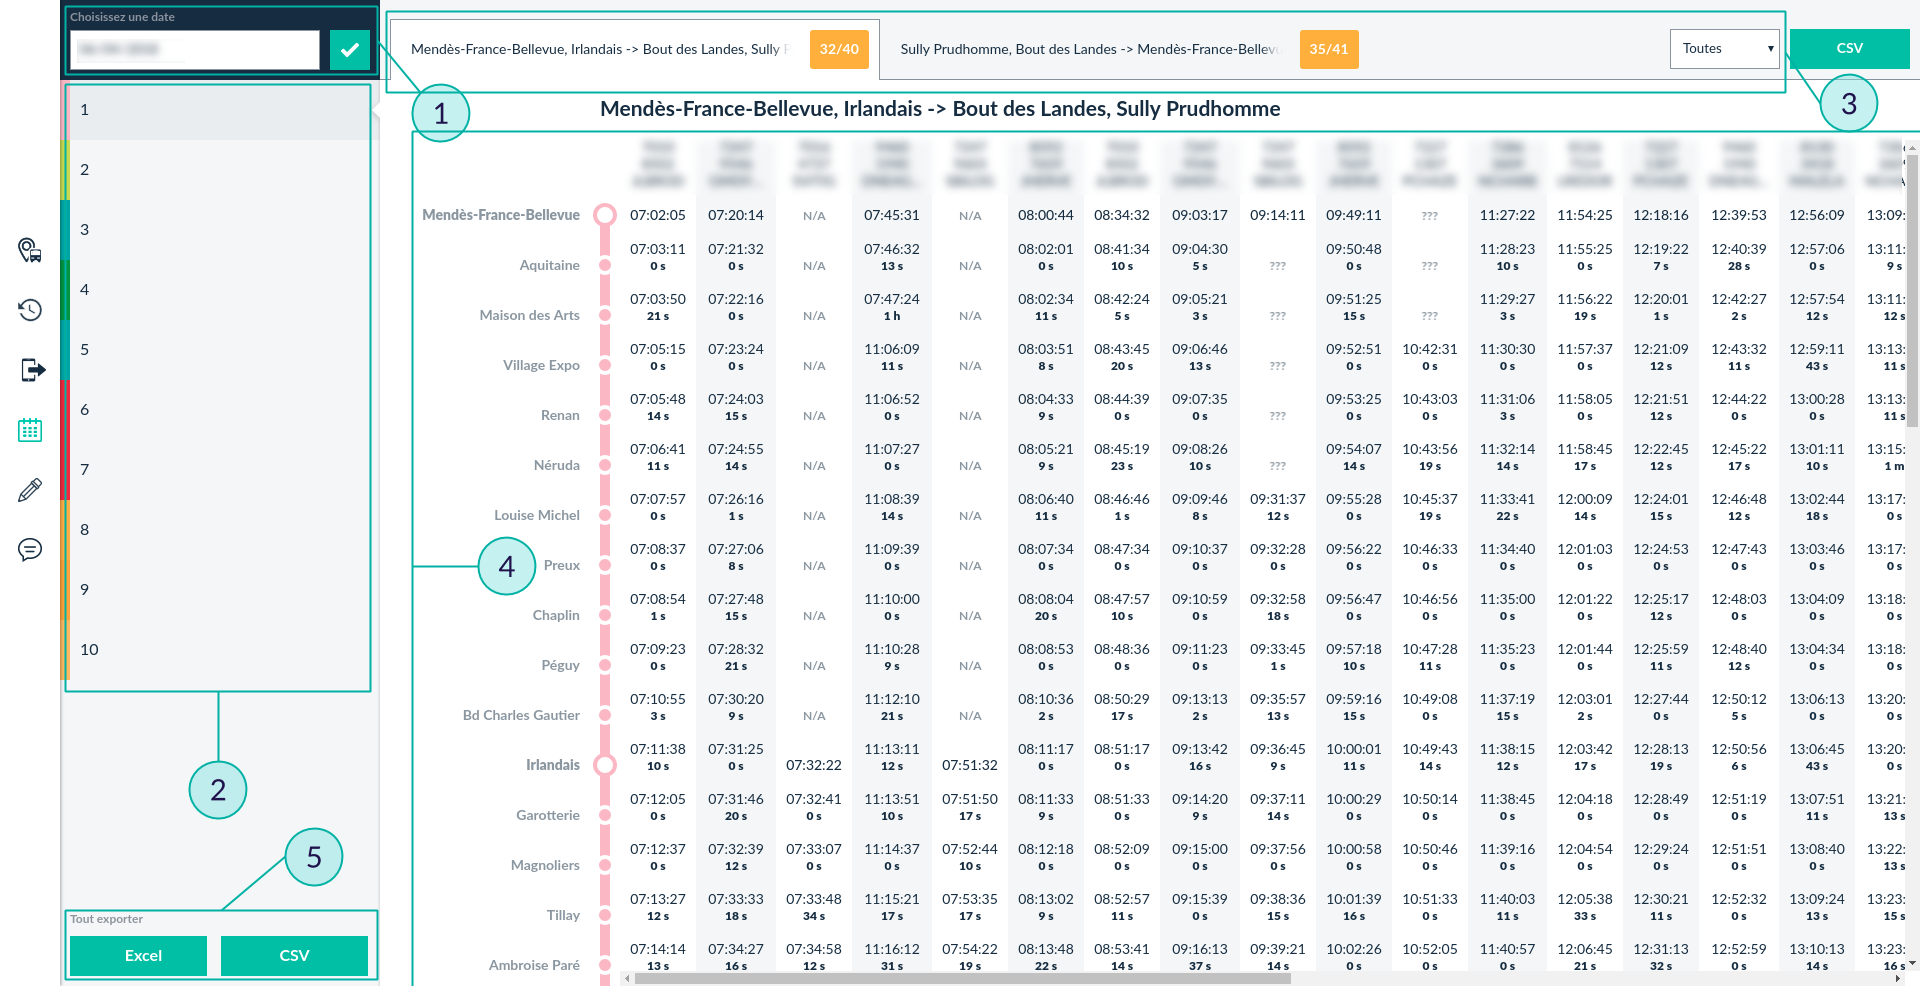 Choisissez une date
Mendès-France-Bellevue, Irlandais -> Bout des Landes, Sully
32/40
Sully Prudhomme, Bout des Landes -> Mendès-France-Bellevu
35/41
Toutes
CSV
1
3
Mendès-France-Bellevue, Irlandais -> Bout des Landes, Sully Prudhomme
1
2
3
4
5
6
7
8
9
10
Mendès-France-Bellevue 07:02:05 07:20:14 N/A 07:45:31 N/A 08:00:44 08:34:32 09:03:17 09:14:11 09:49:11 ??? 11:27:22 11:54:25 12:18:16 12:39:53 12:56:09 13:09:
07:03:11 07:21:32 07:46:32 08:02:01 08:41:34 09:04:30 09:50:48 11:28:23 11:55:25 12:19:22 12:40:39 12:57:06 13:11:
Aquitaine 0 s 0 s N/A 13 s N/A 0 s 10 s 5 s ??? 0 s ??? 10 s 0 s 7 s 28 s 0 s 9 s
07:03:50 07:22:16 07:47:24 08:02:34 08:42:24 09:05:21 09:51:25 11:29:27 11:56:22 12:20:01 12:42:27 12:57:54 13:11:
Maison des Arts 21 s 0 s N/A 1 h N/A 11 s 5 s 3 s ??? 15 s ??? 3 s 19 s 1 s 2 s 12 s 12 s
07:05:15 07:23:24 11:06:09 08:03:51 08:43:45 09:06:46 09:52:51 10:42:31 11:30:30 11:57:37 12:21:09 12:43:32 12:59:11 13:13:
Village Expo 0 s 0 s N/A 11 s N/A 8 s 20 s 13 s ??? 0 s 0 s 0 s 0 s 12 s 11 s 43 s 11 s
07:05:48 07:24:03 11:06:52 08:04:33 08:44:39 09:07:35 09:53:25 10:43:03 11:31:06 11:58:05 12:21:51 12:44:22 13:00:28 13:13:
Renan 14 s 15 s N/A 0 s N/A 9 s 0 s 0 s ??? 0 s 0 s 3 s 0 s 12 s 0 s 0 s 11 s
07:06:41 07:24:55 11:07:27 08:05:21 08:45:19 09:08:26 09:54:07 10:43:56 11:32:14 11:58:45 12:22:45 12:45:22 13:01:11 13:15:
Néruda 11 s 14 s N/A 0 s N/A 9 s 23 s 10 s ??? 14 s 19 s 14 s 17 s 12 s 17 s 10 s 1 m
07:07:57 07:26:16 11:08:39 08:06:40 08:46:46 09:09:46 09:31:37 09:55:28 10:45:37 11:33:41 12:00:09 12:24:01 12:46:48 13:02:44 13:17:
Louise Michel 0 s 1 s N/A 14 s N/A 11 s 1 s 8 s 12 s 0 s 19 s 22 s 14 s 15 s 12 s 18 s 0 s
07:08:37 07:27:06 11:09:39 08:07:34 08:47:34 09:10:37 09:32:28 09:56:22 10:46:33 11:34:40 12:01:03 12:24:53 12:47:43 13:03:46 13:17:
4 Preux 0 s 8 s N/A 0 s N/A 0 s 0 s 0 s 0 s 0 s 0 s 0 s 0 s 0 s 0 s 0 s 0 s
07:08:54 07:27:48 11:10:00 08:08:04 08:47:57 09:10:59 09:32:58 09:56:47 10:46:56 11:35:00 12:01:22 12:25:17 12:48:03 13:04:09 13:18:
Chaplin 1 s 15 s N/A 0 s N/A 20 s 10 s 0 s 18 s 0 s 0 s 0 s 0 s 12 s 0 s 0 s 0 s
07:09:23 07:28:32 11:10:28 08:08:53 08:48:36 09:11:23 09:33:45 09:57:18 10:47:28 11:35:23 12:01:44 12:25:59 12:48:40 13:04:34 13:18:
Péguy 0 s 21 s N/A 9 s N/A 0 s 0 s 0 s 1 s 10 s 11 s 0 s 0 s 11 s 12 s 0 s 0 s
07:10:55 07:30:20 11:12:10 08:10:36 08:50:29 09:13:13 09:35:57 09:59:16 10:49:08 11:37:19 12:03:01 12:27:44 12:50:12 13:06:13 13:20:
Bd Charles Gautier 3 s 9 s N/A 21 s N/A 2 s 17 s 2 s 13 s 15 s 0 s 15 s 2 s 0 s 5 s 0 s 0 s
07:11:38 07:31:25 11:13:11 08:11:17 08:51:17 09:13:42 09:36:45 10:00:01 10:49:43 11:38:15 12:03:42 12:28:13 12:50:56 13:06:45 13:20:
Irlandais 10 s 0 s 07:32:22 12 s 07:51:32 0 s 0 s 16 s 9 s 11 s 14 s 12 s 17 s 19 s 6 s 43 s 0 s
07:12:05 07:31:46 07:32:41 11:13:51 07:51:50 08:11:33 08:51:33 09:14:20 09:37:11 10:00:29 10:50:14 11:38:45 12:04:18 12:28:49 12:51:19 13:07:51 13:21:
Garotterie 0 s 20 s 0 s 10 s 17 s 9 s 0 s 9 s 14 s 0 s 0 s 0 s 0 s 0 s 0 s 11 s 13 s
07:12:37 07:32:39 07:33:07 11:14:37 07:52:44 08:12:18 08:52:09 09:15:00 09:37:56 10:00:58 10:50:46 11:39:16 12:04:54 12:29:24 12:51:51 13:08:40 13:22:
Magnoliers 0 s 12 s 0 s 0 s 10 s 0 s 0 s 0 s 0 s 0 s 0 s 0 s 0 s 0 s 0 s 0 s 13 s
07:13:27 07:33:33 07:33:48 11:15:21 07:53:35 08:13:02 08:52:57 09:15:39 09:38:36 10:01:39 10:51:33 11:40:03 12:05:38 12:30:21 12:52:32 13:09:24 13:23:
Tillay 12 s 18 s 34 s 17 s 17 s 9 s 11 s 0 s 15 s 16 s 0 s 11 s 33 s 11 s 0 s 13 s 15 s
07:14:14 07:34:27 07:34:58 11:16:12 07:54:22 08:13:48 08:53:41 09:16:13 09:39:21 10:02:26 10:52:05 11:40:57 12:06:45 12:31:13 12:52:59 13:10:13 13:23:
Ambroise Paré 13 s 16 s 12 s 31 s 19 s 22 s 14 s 37 s 14 s 0 s 0 s 0 s 21 s 32 s 0 s 14 s 16 s
2
5
Tout exporter
Excel
CSV